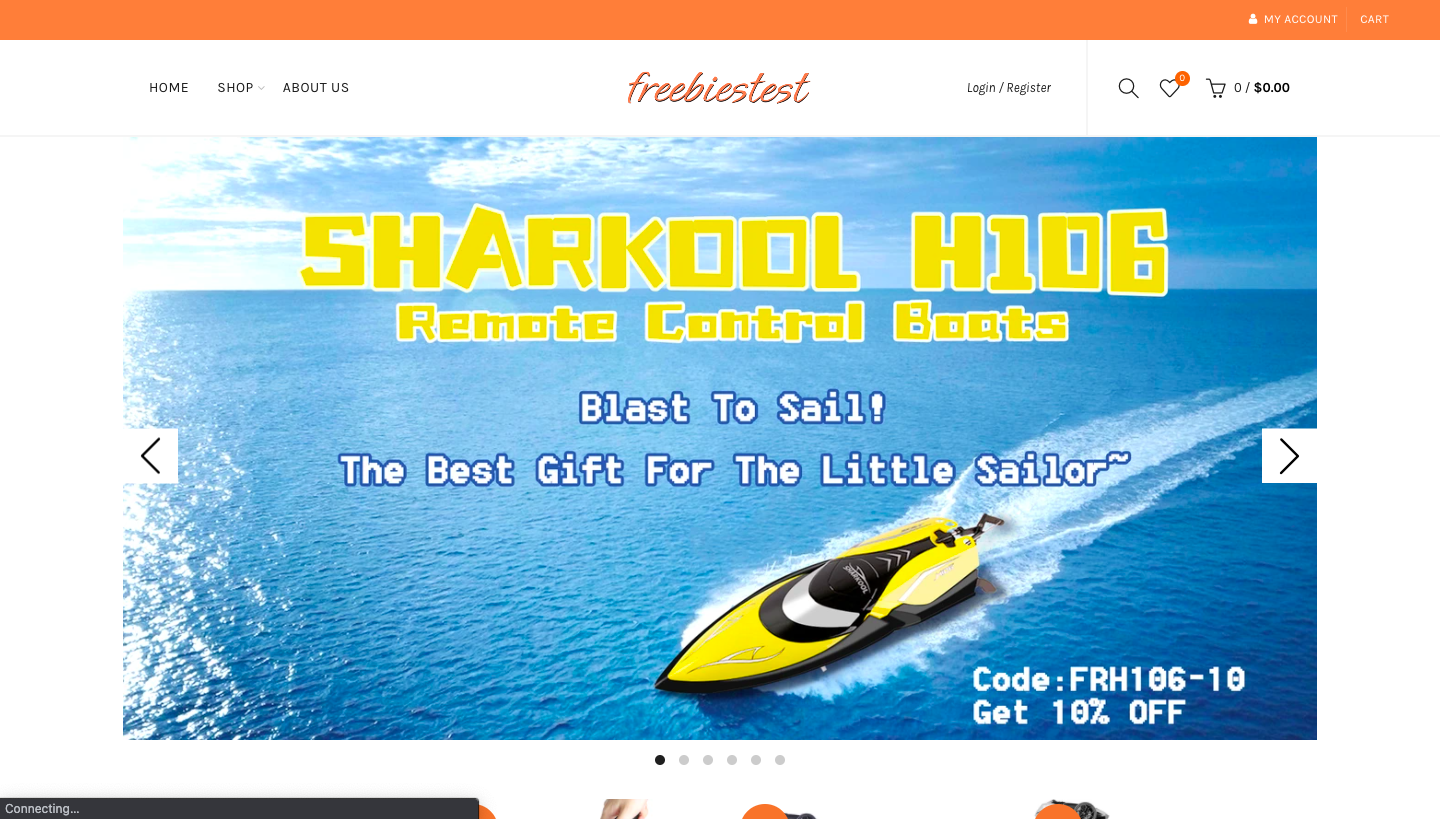 MY ACCOUNT CART
HOME SHOP ABOUT US
freebiestest
Login / Register
0
0 / $0.00
SHARKOOL H106
Remote Control Boats
Blast To Sail!
The Best Gift For The Little Sailor~
Code:FRH106-10
Get 10% OFF
Connecting...